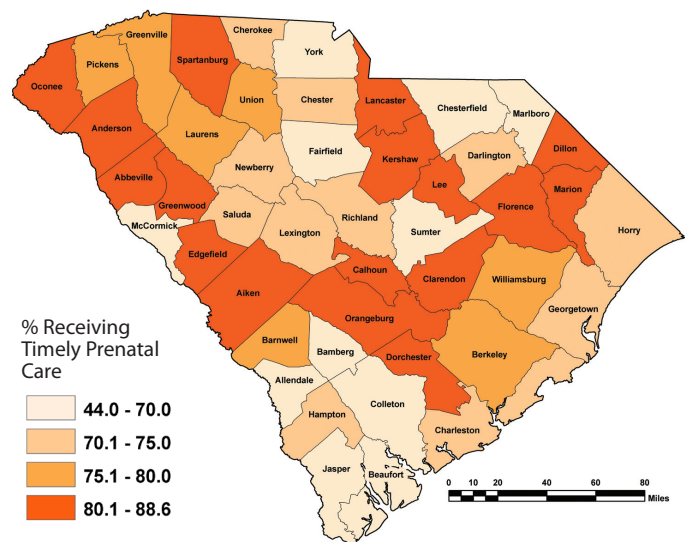 Cherokee
Greenville
York
Spartanburg
Pickens
Oconee
Union
Chester
Lancaster
Chesterfield
Marlboro
Anderson
Laurens
Fairfield
Kershaw
Darlington
Dillon
Newberry
Abbeville
Lee
Marion
Greenwood
Florence
Saluda
Richland
McCormick
Lexington
Sumter
Horry
Edgefield
Calhoun
Clarendon
Williamsburg
Aiken
Georgetown
Orangeburg
% Receiving
Timely Prenatal
Care
Barnwell
Bamberg
Dorchester
Berkeley
Allendale
44.0 - 70.0
Colleton
70.1 - 75.0
Hampton
Charleston
75.1 - 80.0
Jasper
Beaufort
80.1 - 88.6
0 10 20 40 60 80
Miles